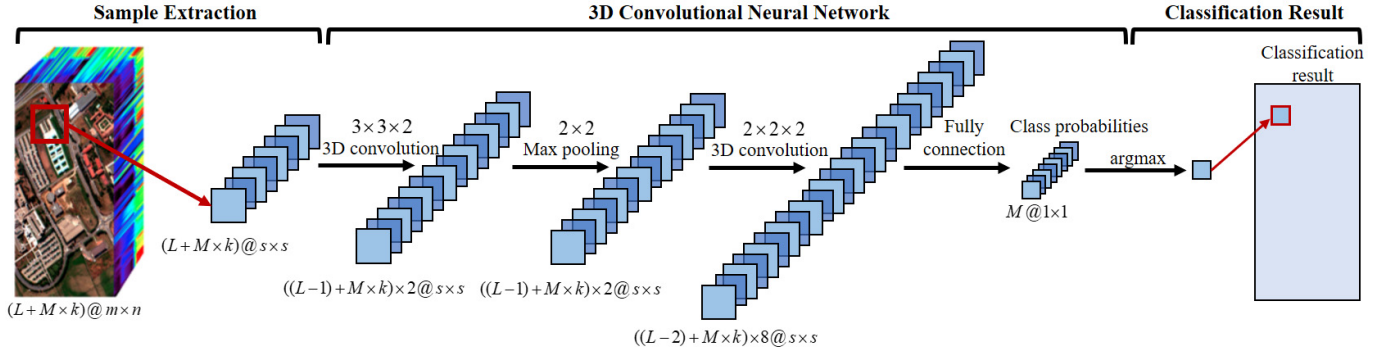 Sample Extraction
3D Convolutional Neural Network
Classification Result
Classification
result
3×3×2
3D convolution
2×2
Max pooling
2×2×2
3D convolution
Fully
connection
Class probabilities
argmax
M@1×1
(L+M×k)@s×s
((L−1)+M×k)×2@s×s
((L−1)+M×k)×2@s×s
(L+M×k)@m×n
((L−2)+M×k)×8@s×s